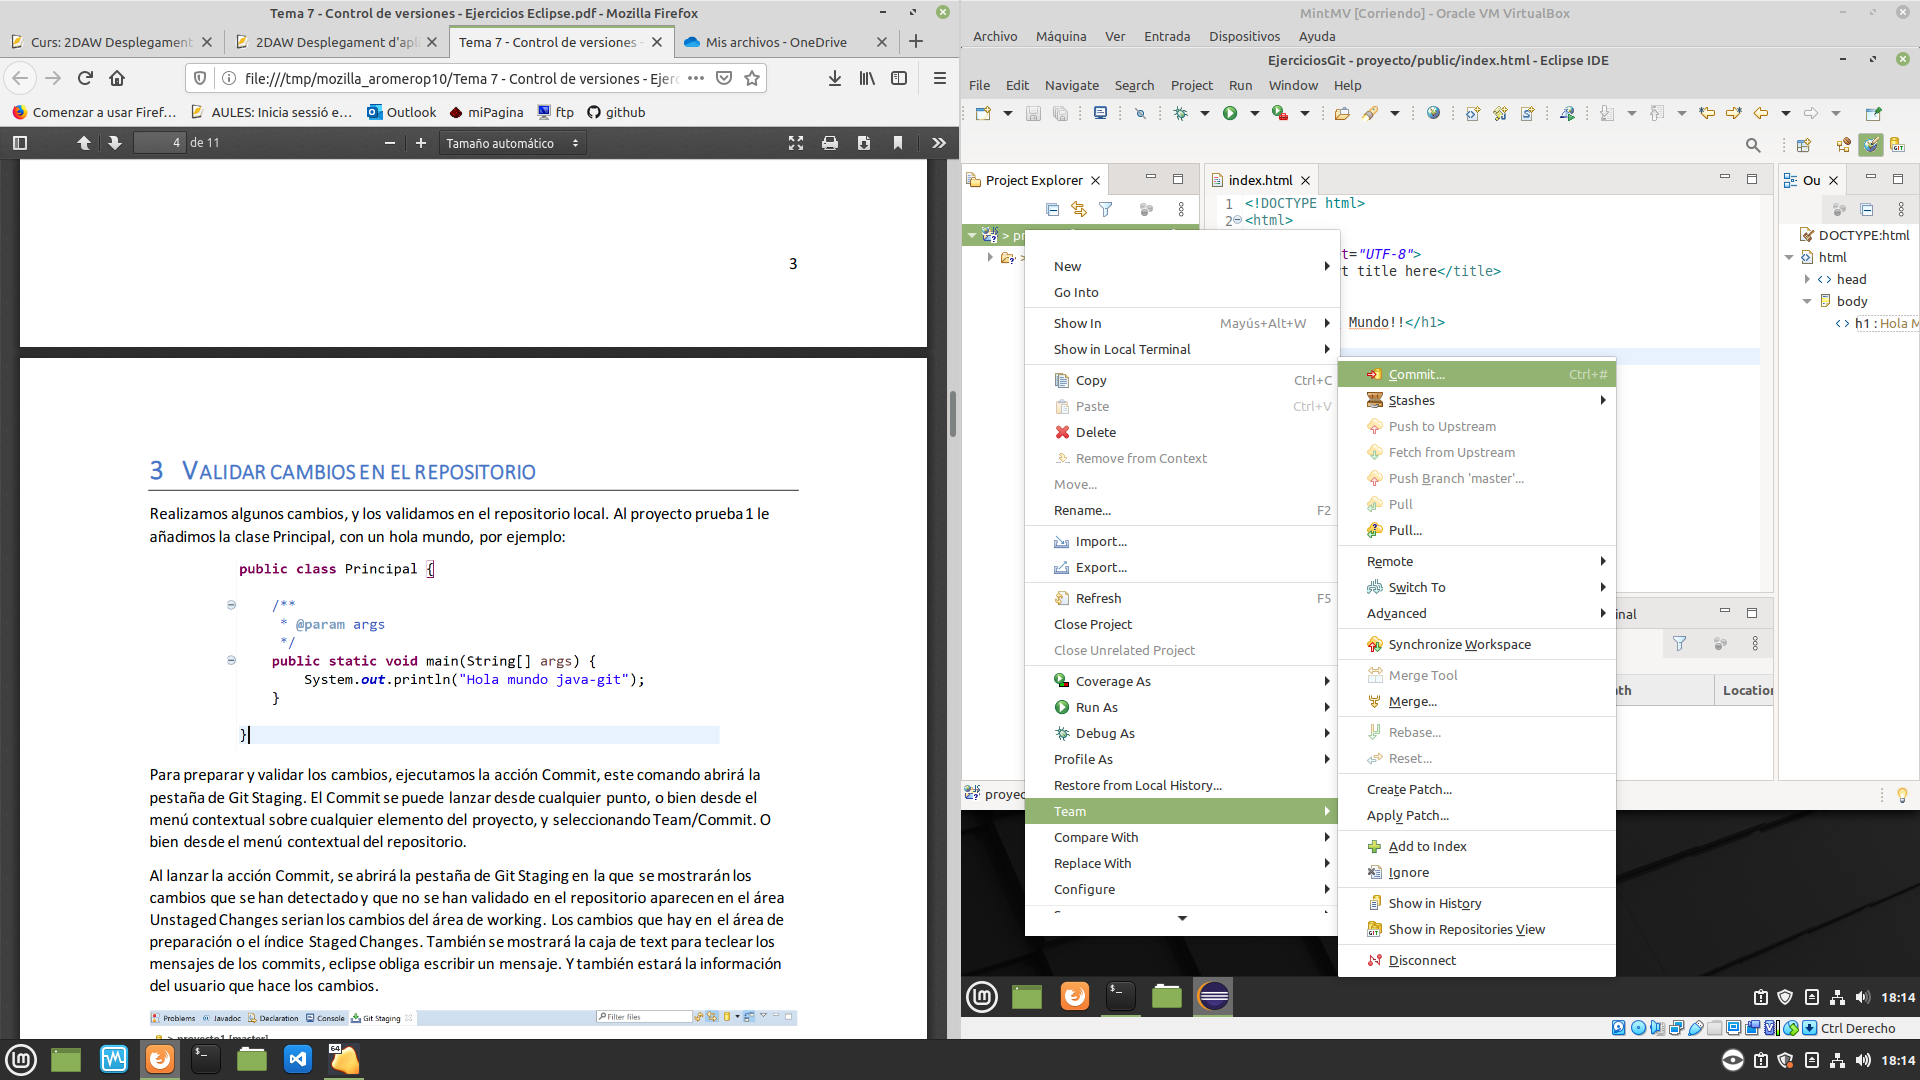 Tema 7 - Control de versiones - Ejercicios Eclipse.pdf - Mozilla Firefox
Curs: 2DAW Desplegament
2DAW Desplegament d'apl
Tema 7 - Control de versiones -
Mis archivos - OneDrive
file:///tmp/mozilla_aromerop10/Tema 7 - Control de versiones - Ejerc
Comenzar a usar Firef...
AULES: Inicia sessió e...
Outlook
miPagina
ftp
github
4 de 11
Tamaño automático
3
3 VALIDAR CAMBIOS EN EL REPOSITORIO
Realizamos algunos cambios, y los validamos en el repositorio local. Al proyecto prueba1 le
añadimos la clase Principal, con un hola mundo, por ejemplo:
public class Principal {
/**
* @param args
*/
public static void main(String[] args) {
System.out.println("Hola mundo java-git");
}
}
Para preparar y validar los cambios, ejecutamos la acción Commit, este comando abrirá la
pestaña de Git Staging. El Commit se puede lanzar desde cualquier punto, o bien desde el
menú contextual sobre cualquier elemento del proyecto, y seleccionando Team/Commit. O
bien desde el menú contextual del repositorio.
Al lanzar la acción Commit, se abrirá la pestaña de Git Staging en la que se mostrarán los
cambios que se han detectado y que no se han validado en el repositorio aparecen en el área
Unstaged Changes serian los cambios del área de working. Los cambios que hay en el área de
preparación o el índice Staged Changes. También se mostrará la caja de text para teclear los
mensajes de los commits, eclipse obliga escribir un mensaje. Y también estará la información
del usuario que hace los cambios.
Problems @ Javadoc Declaration Console Git Staging Filter files
> proyecto1 [master]
64
18:14
MintMV [Corriendo] - Oracle VM VirtualBox
Archivo Máquina Ver Entrada Dispositivos Ayuda
EjerciciosGit - proyecto/public/index.html - Eclipse IDE
File Edit Navigate Search Project Run Window Help
Project Explorer
index.html
Ou
1 <!DOCTYPE html>
2 <html>
t="UTF-8">
t title here</title>
Mundo!!</h1>
DOCTYPE:html
html
head
body
h1 : Hola M
> pr
>
New
Go Into
Show In Mayús+Alt+W
Show in Local Terminal
Copy Ctrl+C
Paste Ctrl+V
Delete
Remove from Context
Move...
Rename... F2
Import...
Export...
Refresh F5
Close Project
Close Unrelated Project
Coverage As
Run As
Debug As
Profile As
Restore from Local History...
Team
Compare With
Replace With
Configure
Commit... Ctrl+#
Stashes
Push to Upstream
Fetch from Upstream
Push Branch 'master'...
Pull
Pull...
Remote
Switch To
Advanced
Synchronize Workspace
Merge Tool
Merge...
Rebase...
Reset...
Create Patch...
Apply Patch...
Add to Index
Ignore
Show in History
Show in Repositories View
Disconnect
inal
th
Location
proyec
18:14
Ctrl Derecho